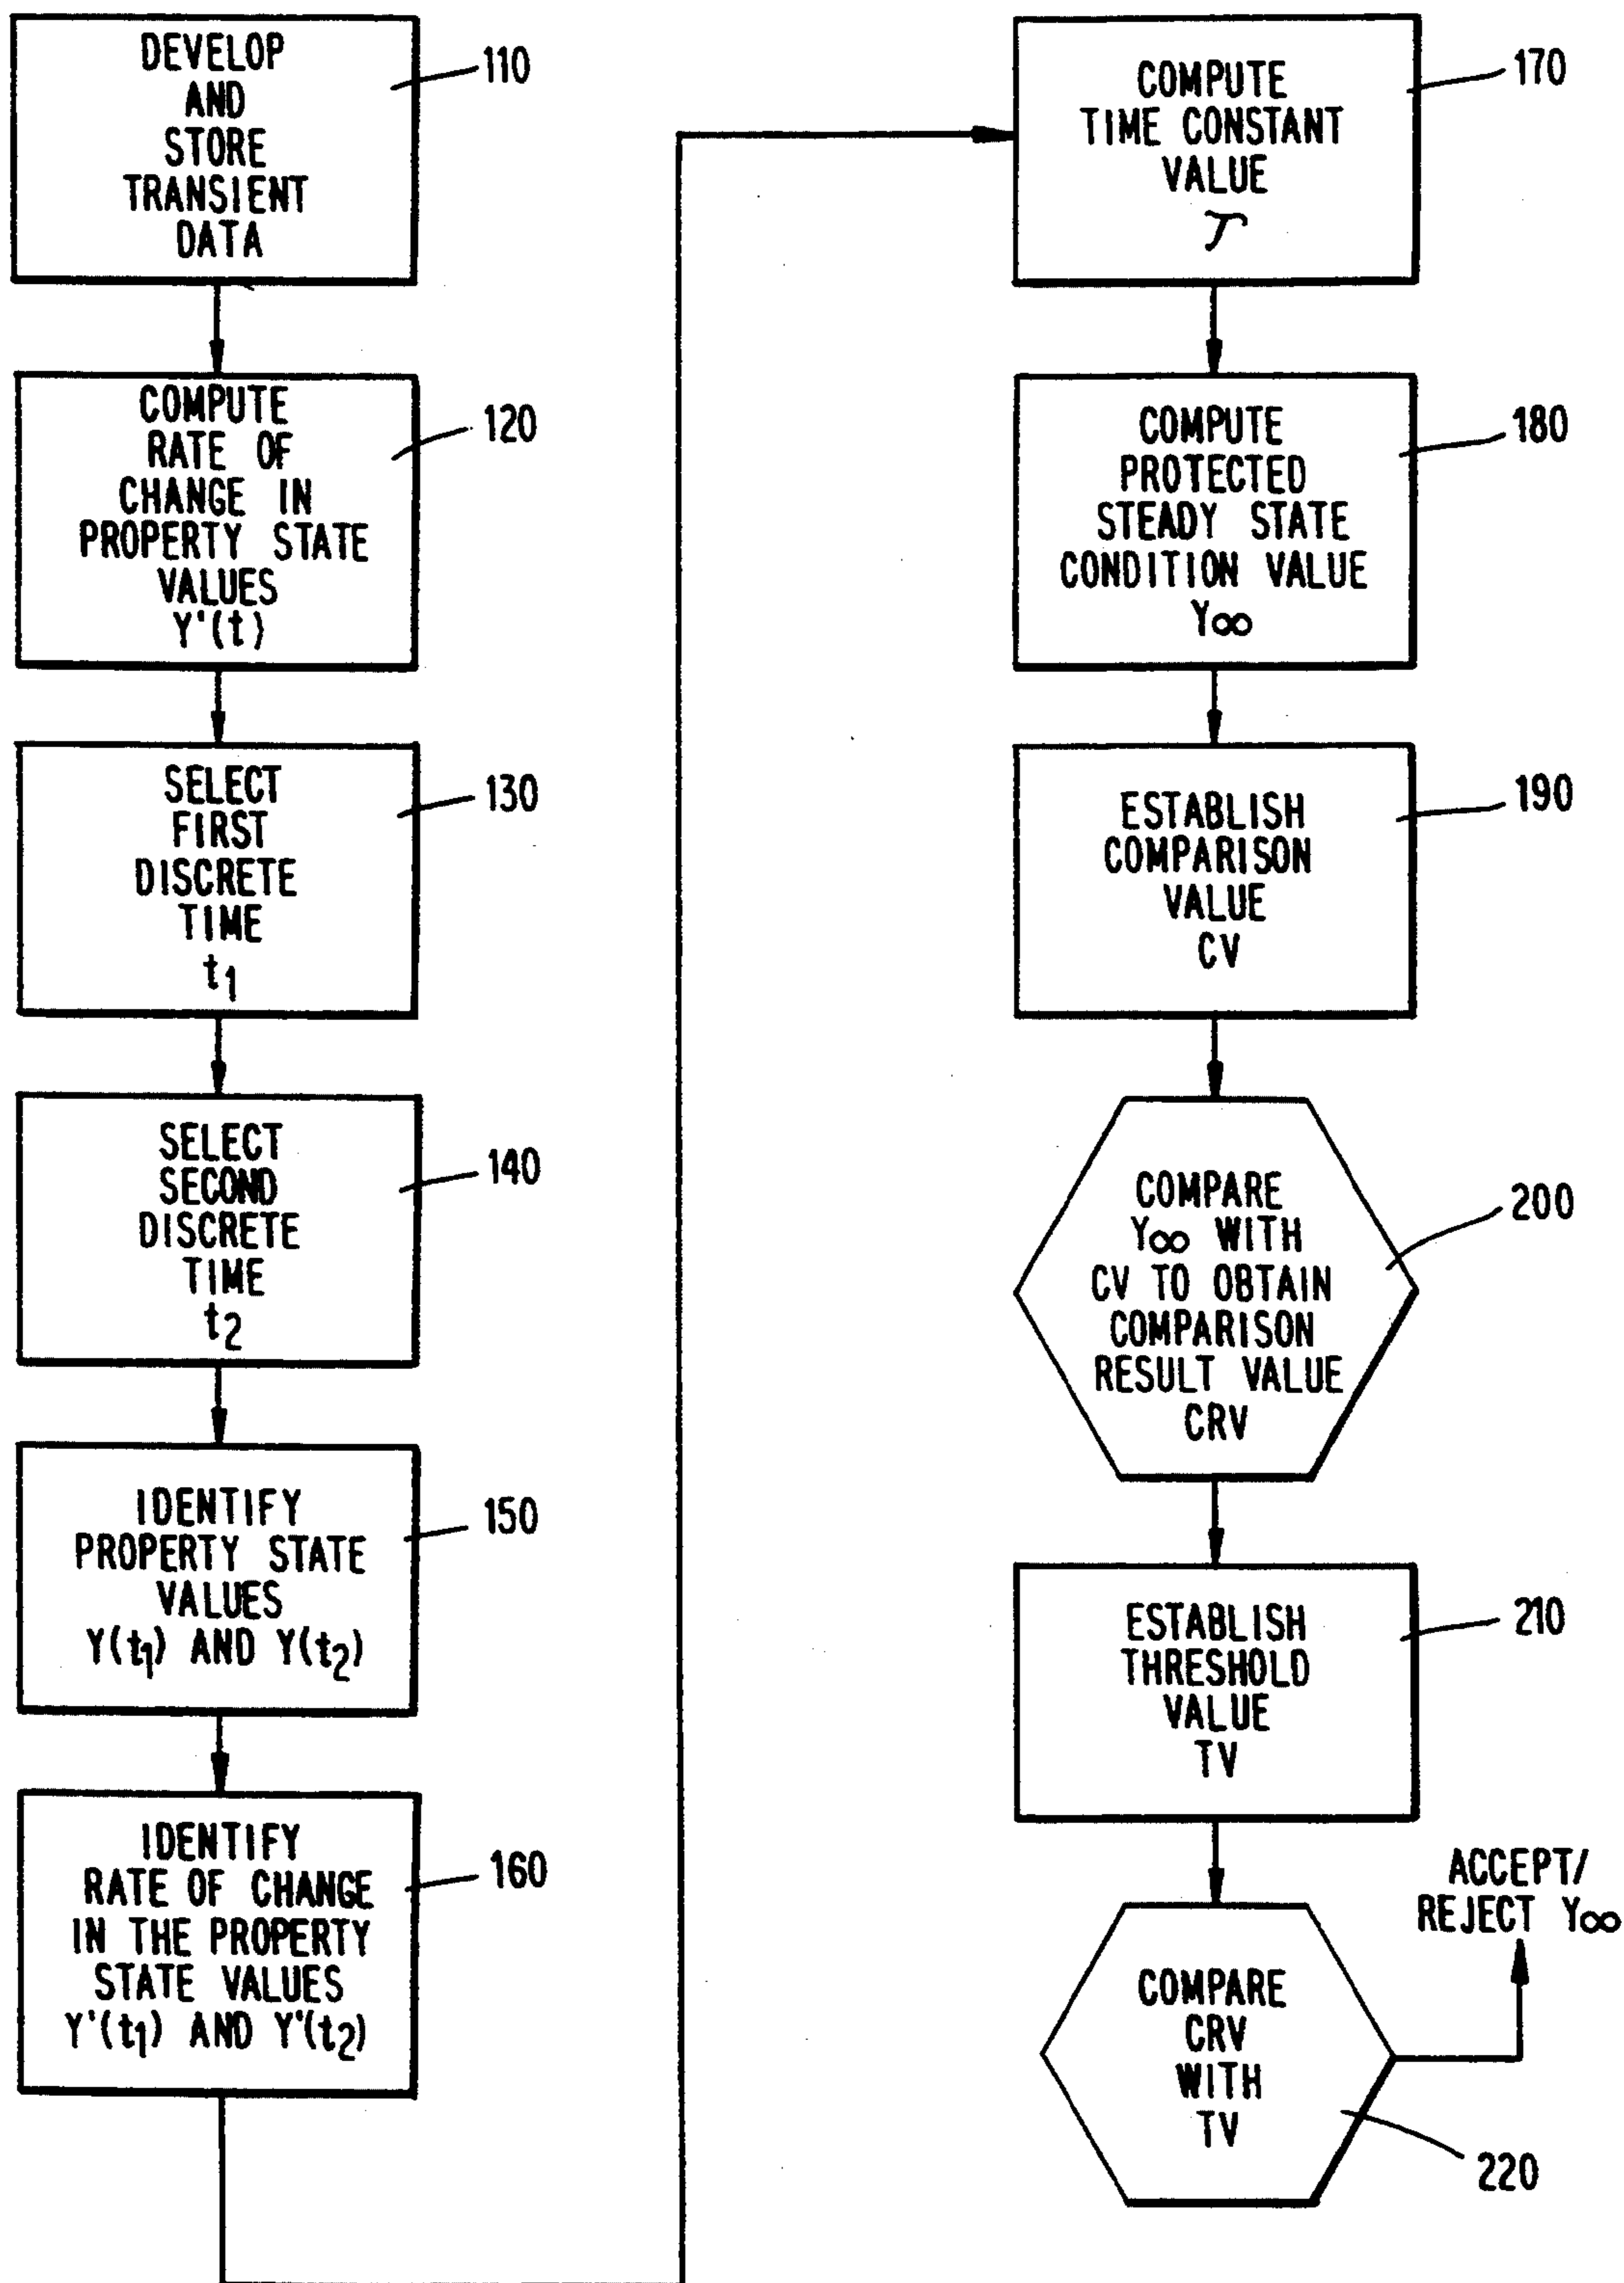 DEVELOP
AND
STORE
TRANSIENT
DATA
110
COMPUTE
RATE OF
CHANGE IN
PROPERTY STATE
VALUES
Y'(t)
120
SELECT
FIRST
DISCRETE
TIME
t1
130
SELECT
SECOND
DISCRETE
TIME
t2
140
IDENTIFY
PROPERTY STATE
VALUES
Y(t1) AND Y(t2)
150
IDENTIFY
RATE OF CHANGE
IN THE PROPERTY
STATE VALUES
Y'(t1) AND Y'(t2)
160
COMPUTE
TIME CONSTANT
VALUE
τ
170
COMPUTE
PROTECTED
STEADY STATE
CONDITION VALUE
Y∞
180
ESTABLISH
COMPARISON
VALUE
CV
190
COMPARE
Y∞ WITH
CV TO OBTAIN
COMPARISON
RESULT VALUE
CRV
200
ESTABLISH
THRESHOLD
VALUE
TV
210
COMPARE
CRV
WITH
TV
220
ACCEPT/
REJECT Y∞